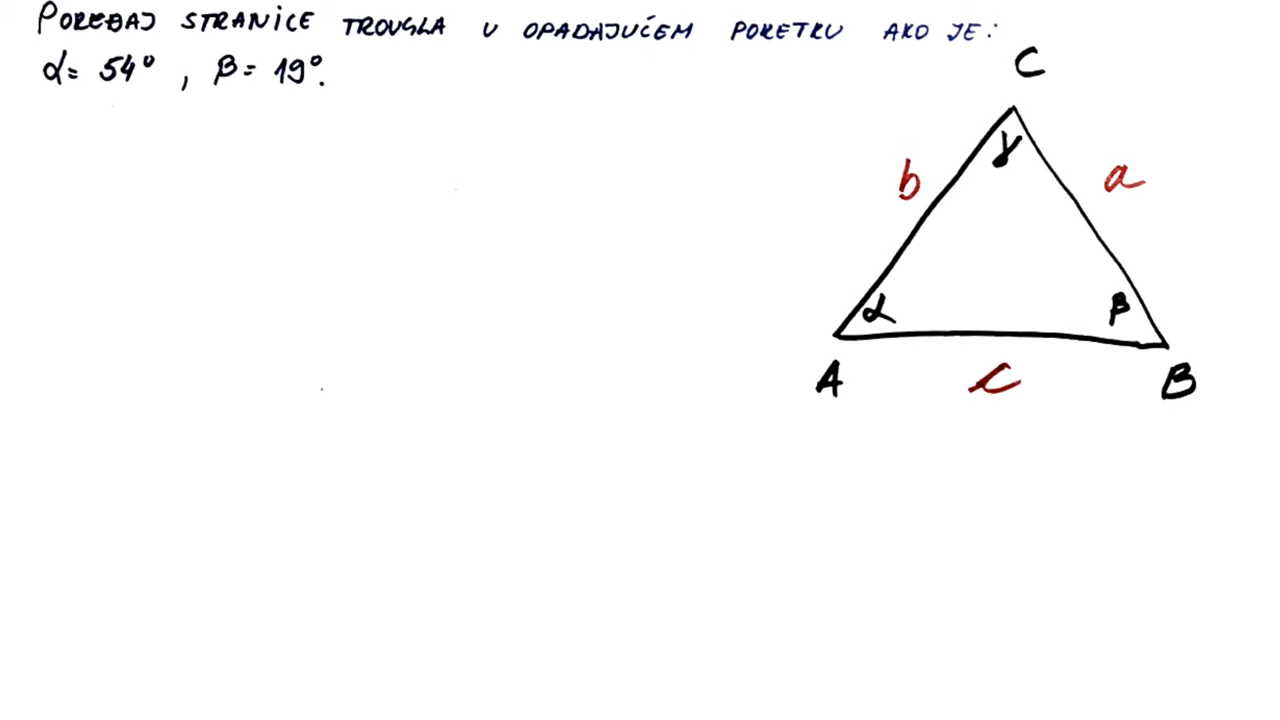 POREĐAJ STRANICE TROUGLA U OPADAJUĆEM PORETKU AKO JE:
α= 54° , β= 19°.
C
γ
b
a
α
β
A
c
B